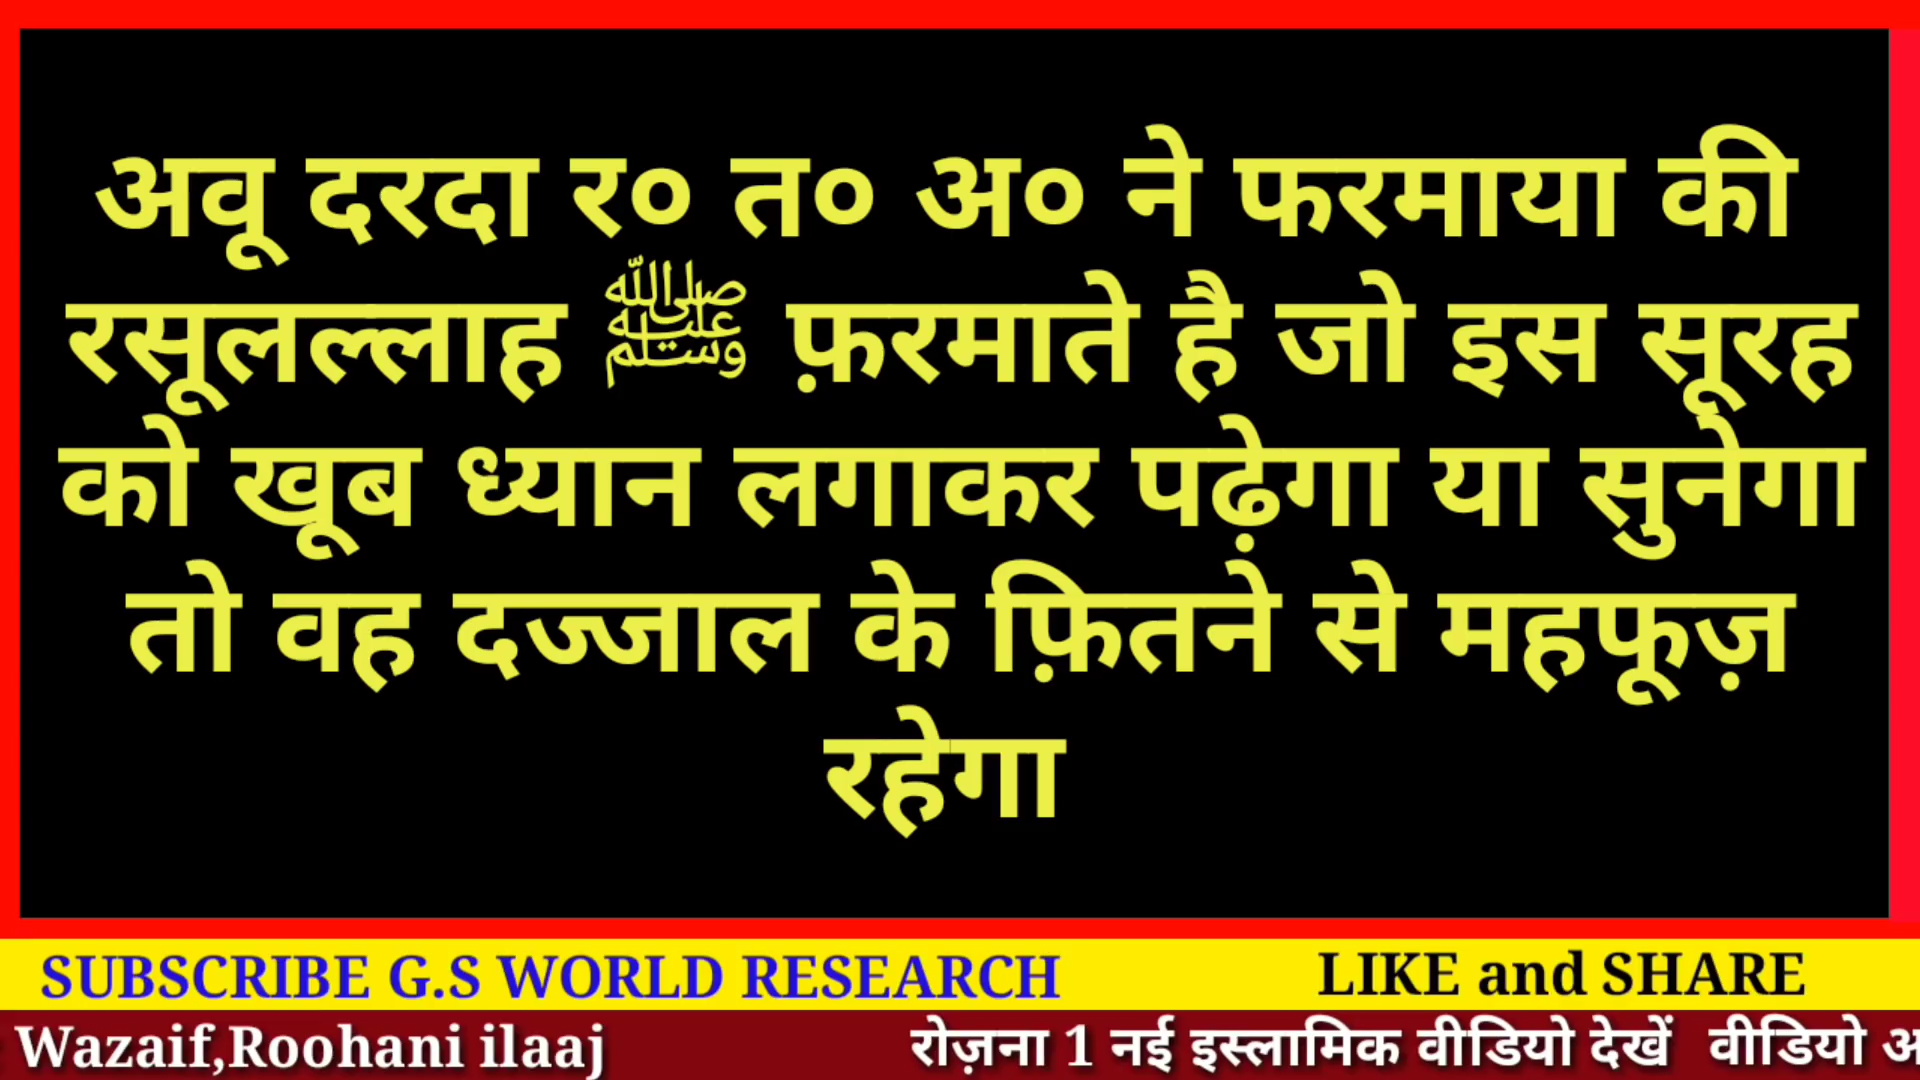 अवू दरदा र० त० अ० ने फरमाया की
रसूलल्लाह ﷺ फ़रमाते है जो इस सूरह
को खूब ध्यान लगाकर पढ़ेगा या सुनेगा
तो वह दज्जाल के फ़ितने से महफूज़
रहेगा
SUBSCRIBE G.S WORLD RESEARCH LIKE and SHARE
Wazaif,Roohani ilaaj रोज़ना 1 नई इस्लामिक वीडियो देखें वीडियो